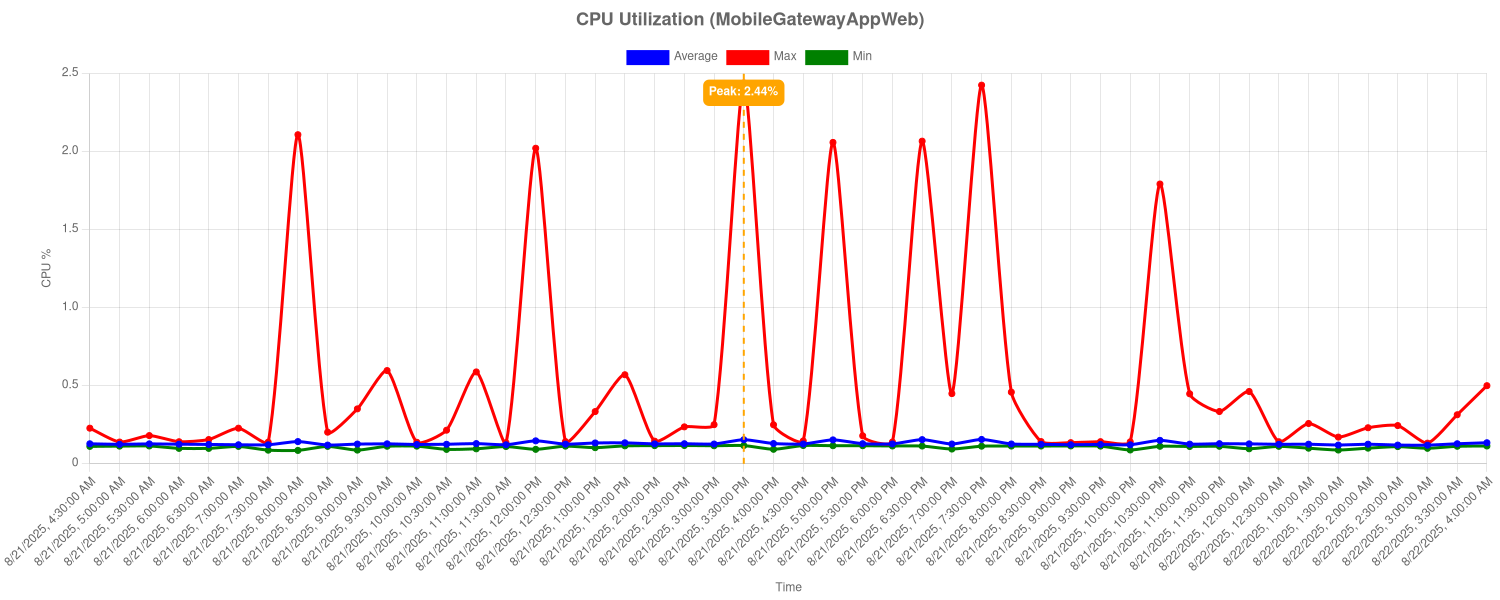 CPU Utilization (MobileGatewayAppWeb)
Average Max Min
Peak: 2.44%
2.5
2.0
1.5
1.0
0.5
0
CPU %
8/21/2025, 4:30:00 AM
8/21/2025, 5:00:00 AM
8/21/2025, 5:30:00 AM
8/21/2025, 6:00:00 AM
8/21/2025, 6:30:00 AM
8/21/2025, 7:00:00 AM
8/21/2025, 7:30:00 AM
8/21/2025, 8:00:00 AM
8/21/2025, 8:30:00 AM
8/21/2025, 9:00:00 AM
8/21/2025, 9:30:00 AM
8/21/2025, 10:00:00 AM
8/21/2025, 10:30:00 AM
8/21/2025, 11:00:00 AM
8/21/2025, 11:30:00 AM
8/21/2025, 12:00:00 PM
8/21/2025, 12:30:00 PM
8/21/2025, 1:00:00 PM
8/21/2025, 1:30:00 PM
8/21/2025, 2:00:00 PM
8/21/2025, 2:30:00 PM
8/21/2025, 3:00:00 PM
8/21/2025, 3:30:00 PM
8/21/2025, 4:00:00 PM
8/21/2025, 4:30:00 PM
8/21/2025, 5:00:00 PM
8/21/2025, 5:30:00 PM
8/21/2025, 6:00:00 PM
8/21/2025, 6:30:00 PM
8/21/2025, 7:00:00 PM
8/21/2025, 7:30:00 PM
8/21/2025, 8:00:00 PM
8/21/2025, 8:30:00 PM
8/21/2025, 9:00:00 PM
8/21/2025, 9:30:00 PM
8/21/2025, 10:00:00 PM
8/21/2025, 10:30:00 PM
8/21/2025, 11:00:00 PM
8/21/2025, 11:30:00 PM
8/22/2025, 12:00:00 AM
8/22/2025, 12:30:00 AM
8/22/2025, 1:00:00 AM
8/22/2025, 1:30:00 AM
8/22/2025, 2:00:00 AM
8/22/2025, 2:30:00 AM
8/22/2025, 3:00:00 AM
8/22/2025, 3:30:00 AM
8/22/2025, 4:00:00 AM
Time